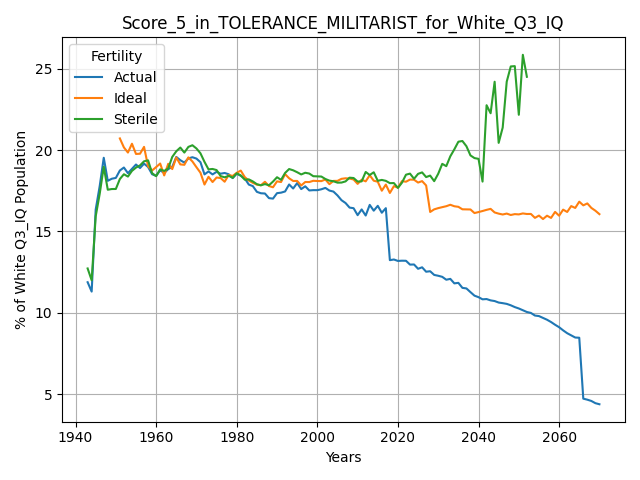 Score_5_in_TOLERANCE_MILITARIST_for_White_Q3_IQ
Fertility
Actual
Ideal
Sterile
% of White Q3_IQ Population
25
20
15
10
5
1940 1960 1980 2000 2020 2040 2060
Years